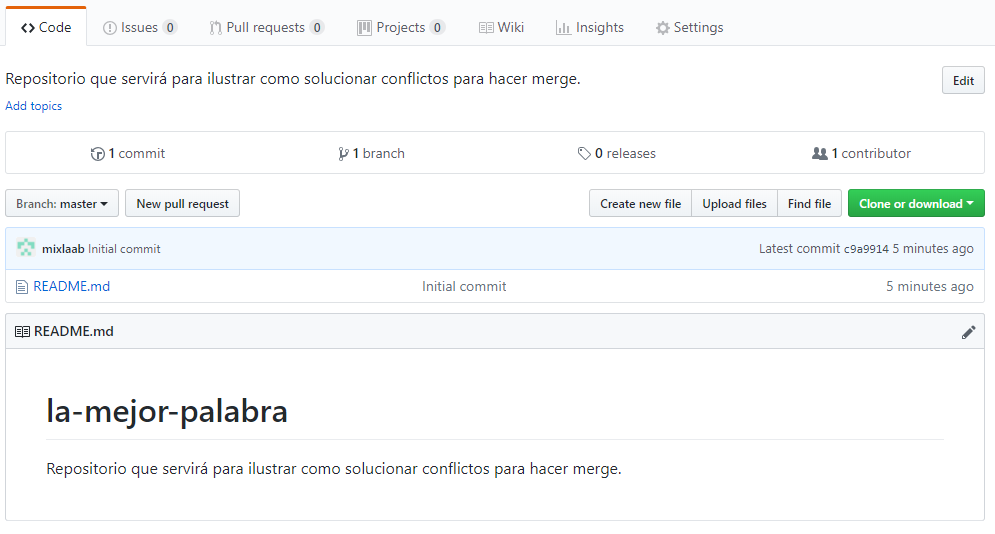 Code Issues 0 Pull requests 0 Projects 0 Wiki Insights Settings
Repositorio que servirá para ilustrar como solucionar conflictos para hacer merge. Edit
Add topics
1 commit 1 branch 0 releases 1 contributor
Branch: master New pull request Create new file Upload files Find file Clone or download
mixlaab Initial commit Latest commit c9a9914 5 minutes ago
README.md Initial commit 5 minutes ago
README.md
la-mejor-palabra
Repositorio que servirá para ilustrar como solucionar conflictos para hacer merge.